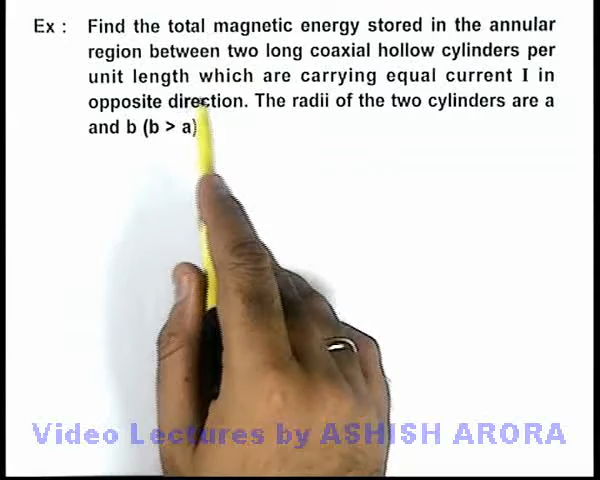 Ex : Find the total magnetic energy stored in the annular
region between two long coaxial hollow cylinders per
unit length which are carrying equal current I in
opposite direction. The radii of the two cylinders are a
and b (b > a)
Video Lectures by ASHISH ARORA